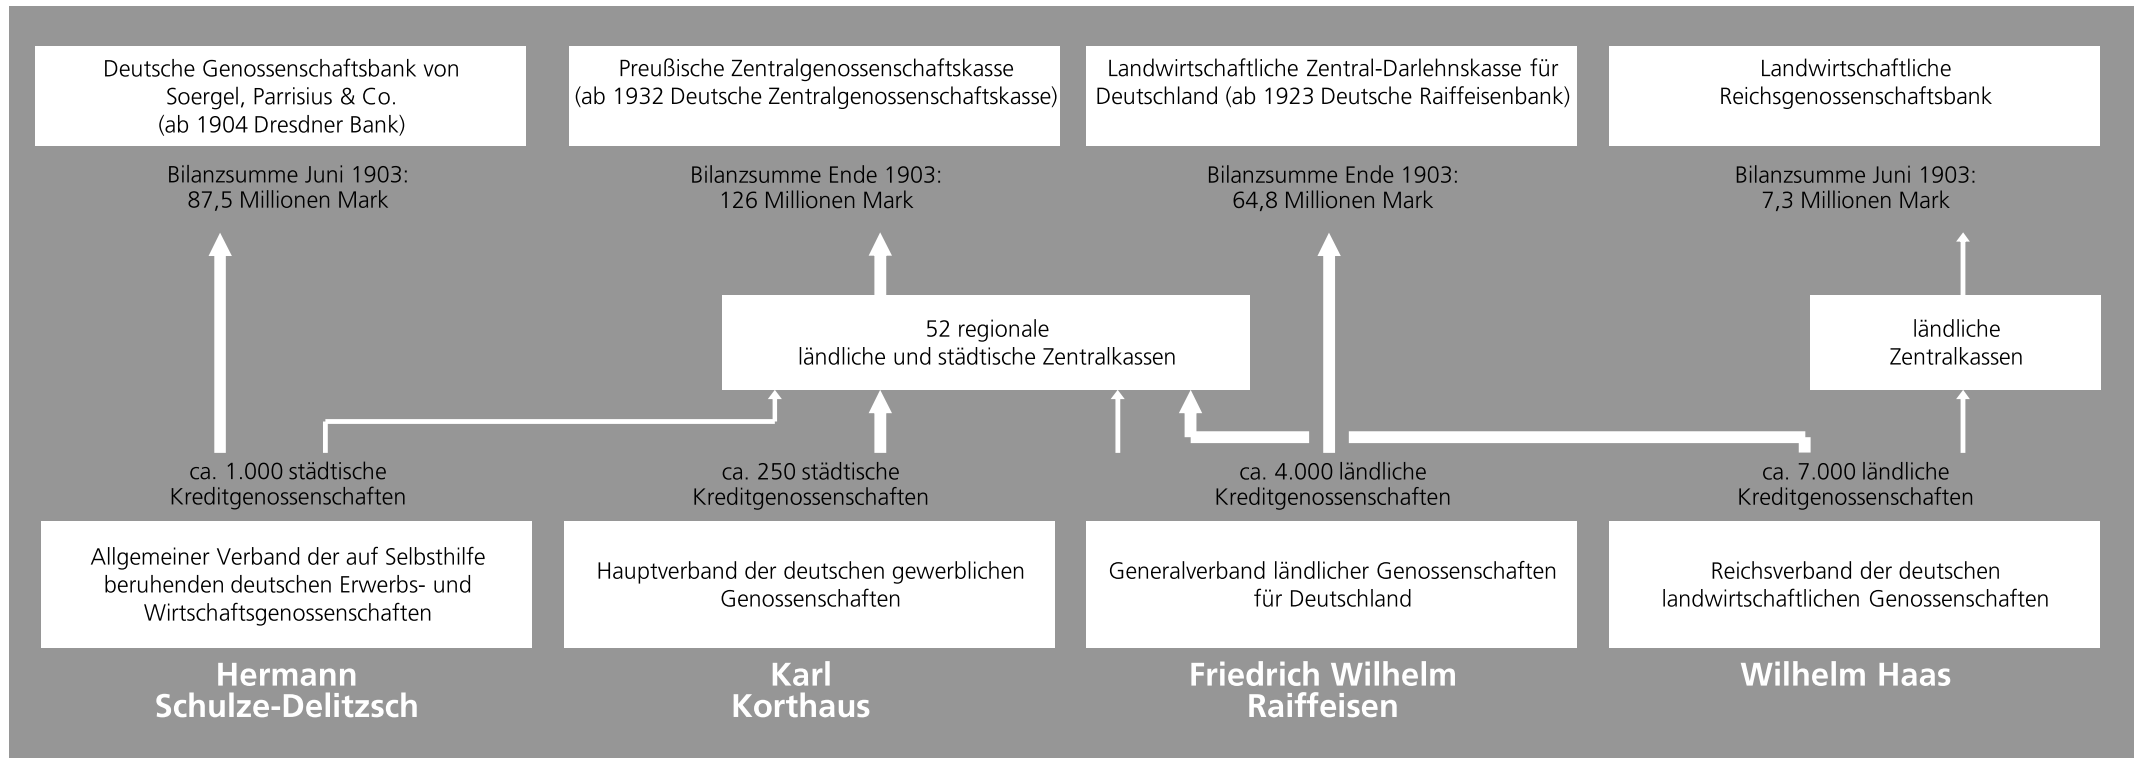 Deutsche Genossenschaftsbank von
Soergel, Parrisius & Co.
(ab 1904 Dresdner Bank)
Preußische Zentralgenossenschaftskasse
(ab 1932 Deutsche Zentralgenossenschaftskasse)
Landwirtschaftliche Zentral-Darlehnskasse für
Deutschland (ab 1923 Deutsche Raiffeisenbank)
Landwirtschaftliche
Reichsgenossenschaftsbank
Bilanzsumme Juni 1903:
87,5 Millionen Mark
Bilanzsumme Ende 1903:
126 Millionen Mark
Bilanzsumme Ende 1903:
64,8 Millionen Mark
Bilanzsumme Juni 1903:
7,3 Millionen Mark
52 regionale
ländliche und städtische Zentralkassen
ländliche
Zentralkassen
ca. 1.000 städtische
Kreditgenossenschaften
ca. 250 städtische
Kreditgenossenschaften
ca. 4.000 ländliche
Kreditgenossenschaften
ca. 7.000 ländliche
Kreditgenossenschaften
Allgemeiner Verband der auf Selbsthilfe
beruhenden deutschen Erwerbs- und
Wirtschaftsgenossenschaften
Hauptverband der deutschen gewerblichen
Genossenschaften
Generalverband ländlicher Genossenschaften
für Deutschland
Reichsverband der deutschen
landwirtschaftlichen Genossenschaften
Hermann
Schulze-Delitzsch
Karl
Korthaus
Friedrich Wilhelm
Raiffeisen
Wilhelm Haas